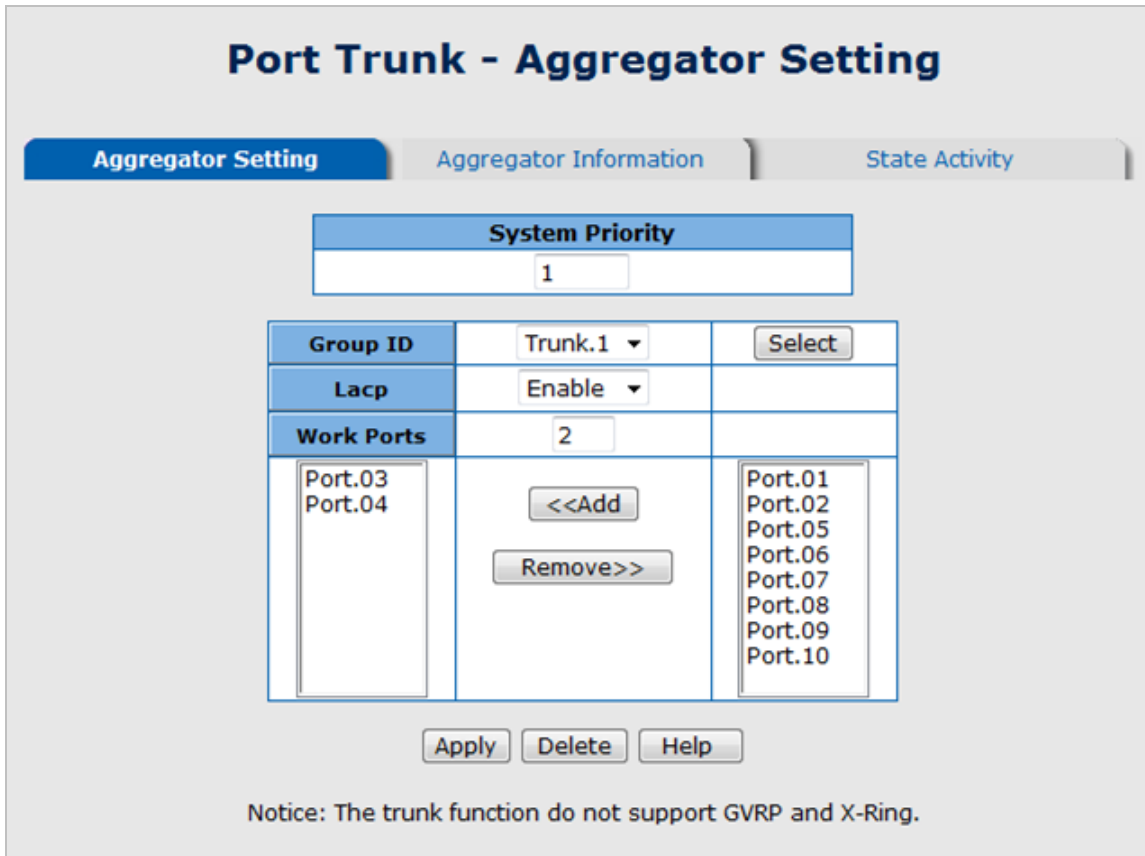 Port Trunk - Aggregator Setting
Aggregator Setting Aggregator Information State Activity
System Priority
1
Group ID Trunk.1 Select
Lacp Enable
Work Ports 2
Port.03
Port.04
<<Add
Remove>>
Port.01
Port.02
Port.05
Port.06
Port.07
Port.08
Port.09
Port.10
Apply Delete Help
Notice: The trunk function do not support GVRP and X-Ring.